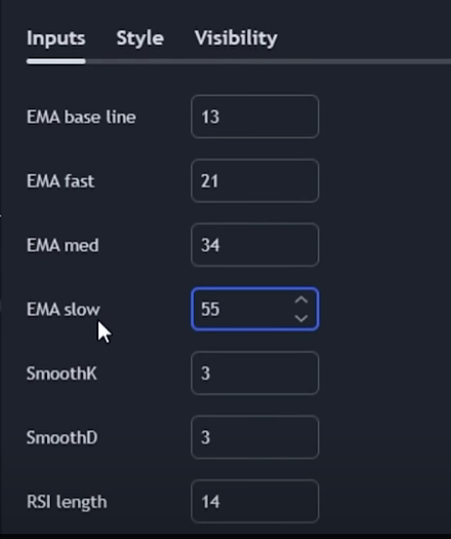 Inputs Style Visibility
EMA base line 13
EMA fast 21
EMA med 34
EMA slow 55
SmoothK 3
SmoothD 3
RSI length 14